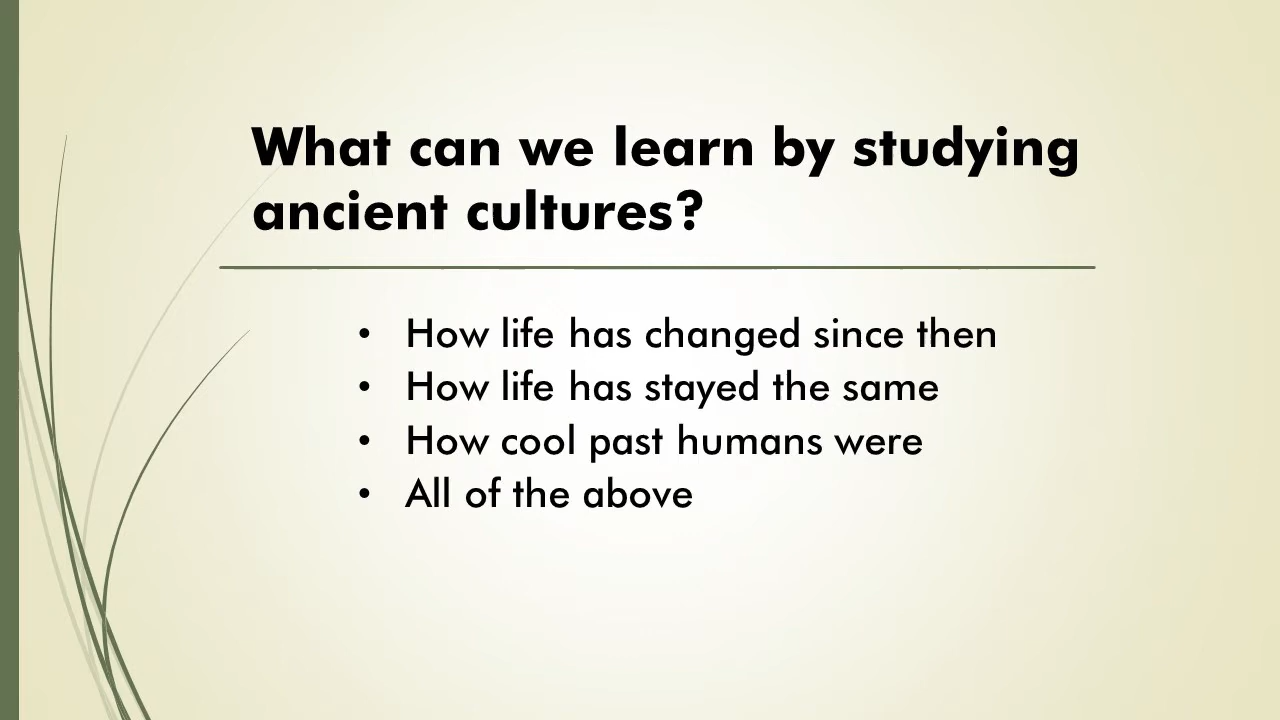 What can we learn by studying
ancient cultures?
• How life has changed since then
• How life has stayed the same
• How cool past humans were
• All of the above